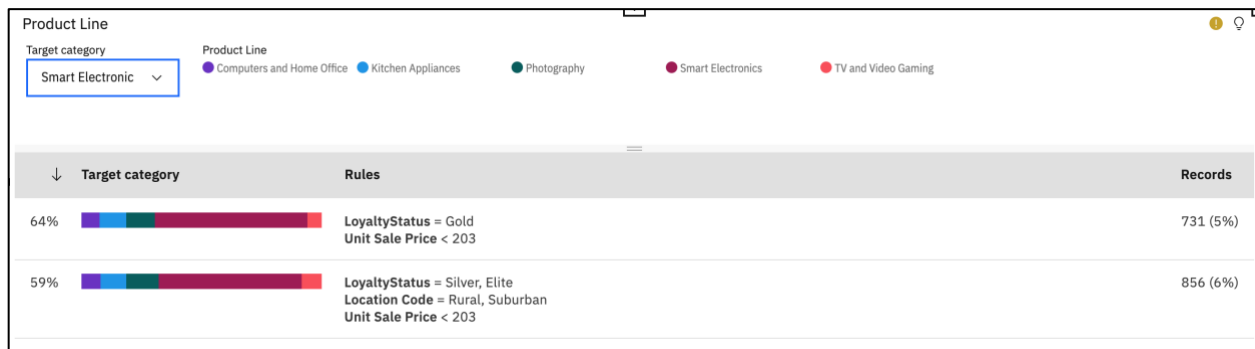 Product Line
Target category
Product Line
Smart Electronic
Computers and Home Office
Kitchen Appliances
Photography
Smart Electronics
TV and Video Gaming
Target category Rules Records
64% LoyaltyStatus = Gold 731 (5%)
Unit Sale Price < 203
59% LoyaltyStatus = Silver, Elite 856 (6%)
Location Code = Rural, Suburban
Unit Sale Price < 203